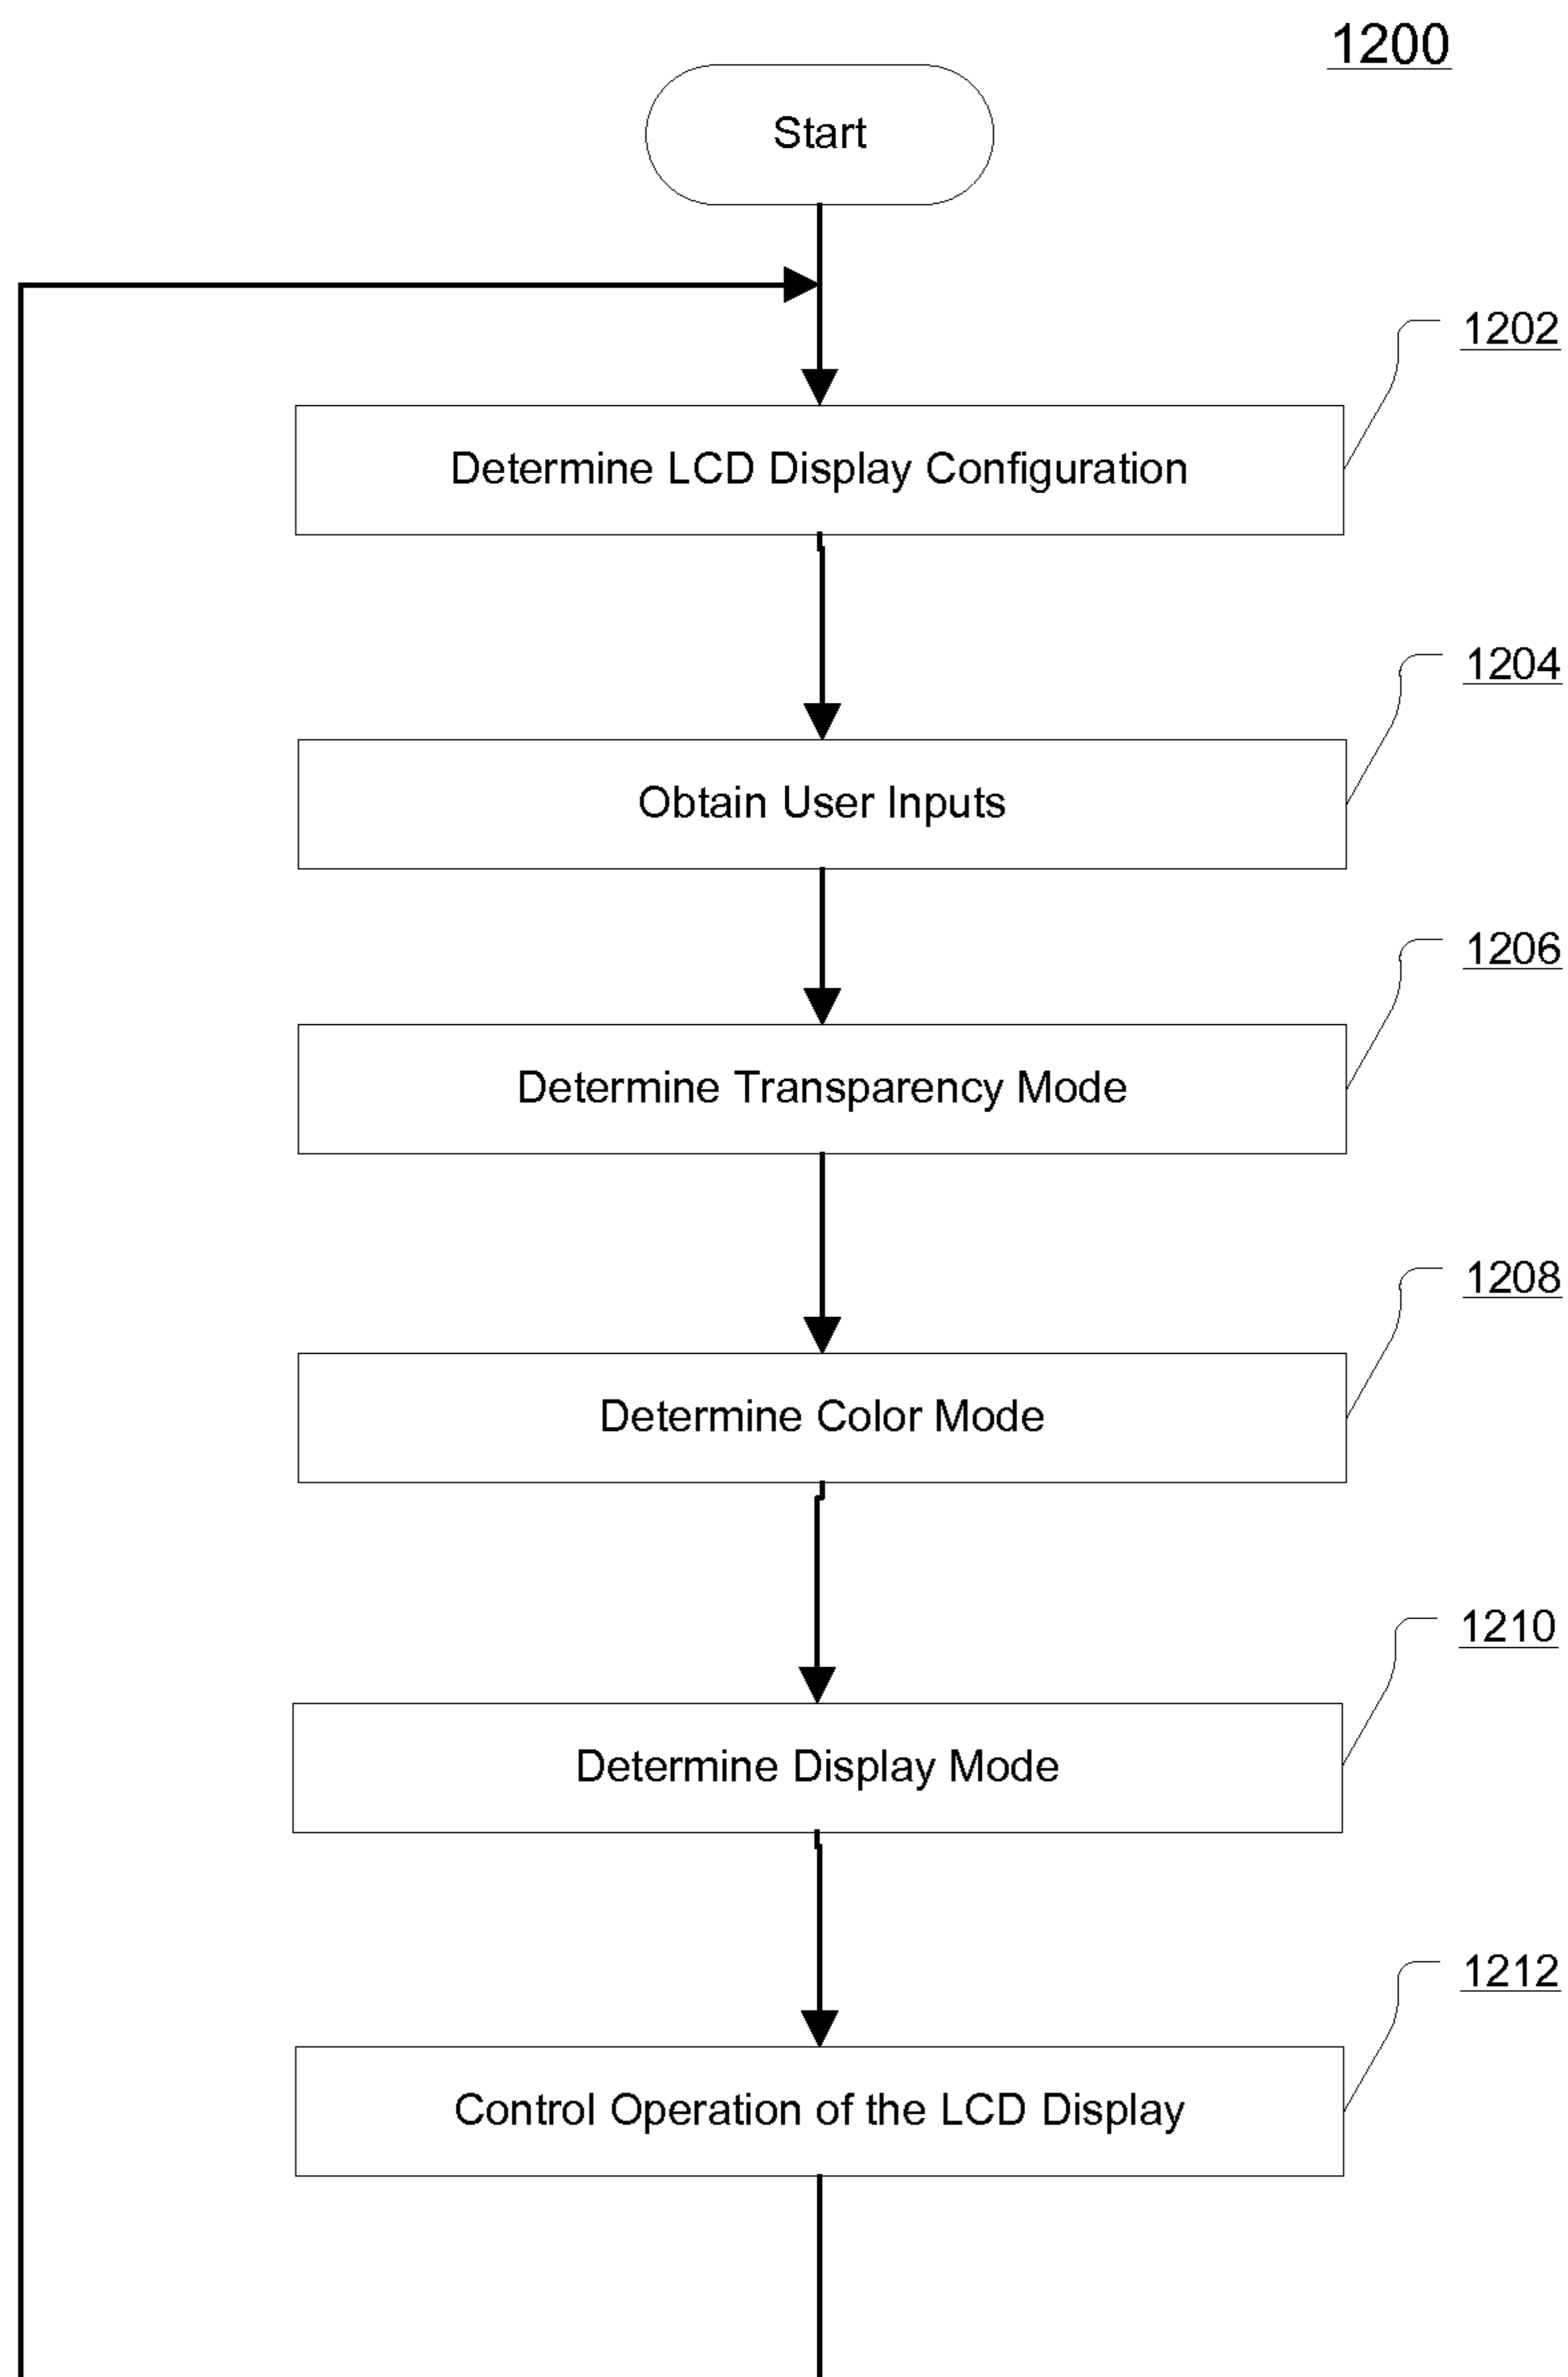 1200
Start
1202
Determine LCD Display Configuration
1204
Obtain User Inputs
1206
Determine Transparency Mode
1208
Determine Color Mode
1210
Determine Display Mode
1212
Control Operation of the LCD Display